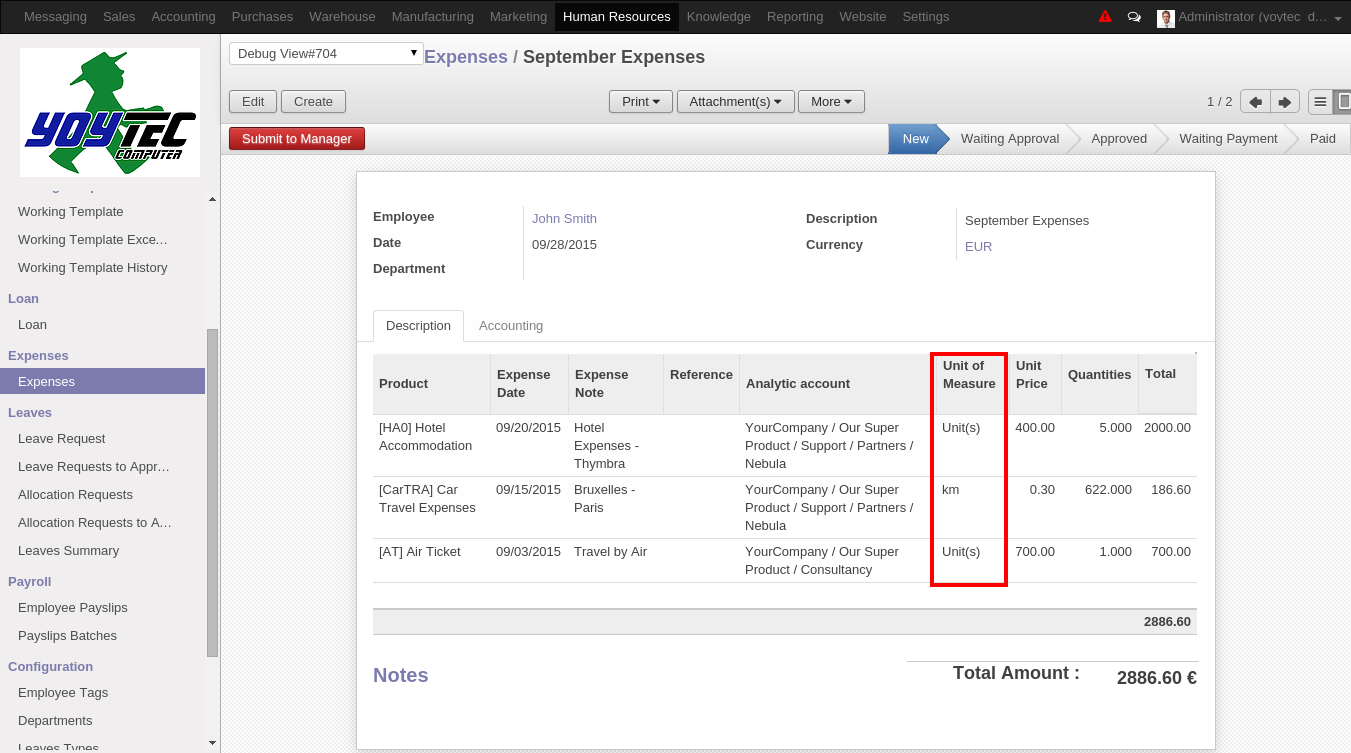 Messaging Sales Accounting Purchases Warehouse Manufacturing Marketing Human Resources Knowledge Reporting Website Settings Administrator (yoytec_d...
YOYTEC
COMPUTER
Working Template
Working Template Exce...
Working Template History
Loan
Loan
Expenses
Expenses
Leaves
Leave Request
Leave Requests to Appr...
Allocation Requests
Allocation Requests to A...
Leaves Summary
Payroll
Employee Payslips
Payslips Batches
Configuration
Employee Tags
Departments
Leaves Types
Debug View#704 Expenses / September Expenses
Edit Create Print Attachment(s) More 1 / 2
Submit to Manager New Waiting Approval Approved Waiting Payment Paid
Employee John Smith Description September Expenses
Date 09/28/2015 Currency EUR
Department
Description Accounting
Product Expense Date Expense Note Reference Analytic account Unit of Measure Unit Price Quantities Total
[HA0] Hotel 09/20/2015 Hotel YourCompany / Our Super Unit(s) 400.00 5.000 2000.00
Accommodation Expenses - Product / Support / Partners /
Thymbra Nebula
[CarTRA] Car 09/15/2015 Bruxelles - YourCompany / Our Super km 0.30 622.000 186.60
Travel Expenses Paris Product / Support / Partners /
Nebula
[AT] Air Ticket 09/03/2015 Travel by Air YourCompany / Our Super Unit(s) 700.00 1.000 700.00
Product / Consultancy
2886.60
Notes Total Amount : 2886.60 €